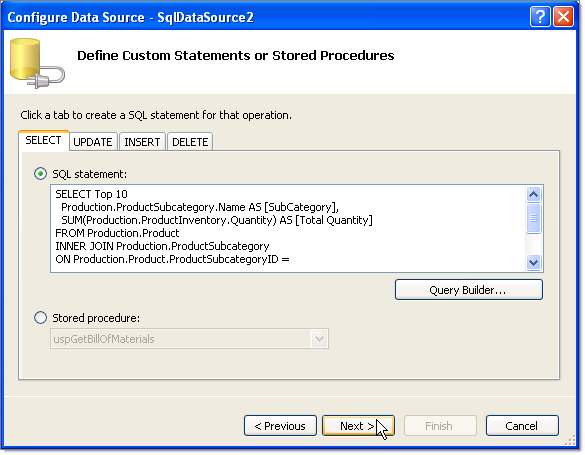 Configure Data Source - SqlDataSource2
Define Custom Statements or Stored Procedures
Click a tab to create a SQL statement for that operation.
SELECT UPDATE INSERT DELETE
SQL statement:
SELECT Top 10
Production.ProductSubcategory.Name AS [SubCategory],
SUM(Production.ProductInventory.Quantity) AS [Total Quantity]
FROM Production.Product
INNER JOIN Production.ProductSubcategory
ON Production.Product.ProductSubcategoryID =
Query Builder...
Stored procedure:
uspGetBillOfMaterials
< Previous Next > Finish Cancel